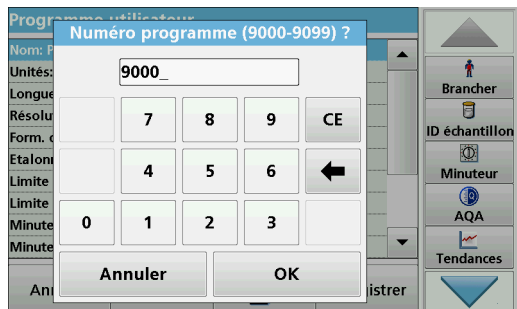 Programme utilisateur
Numéro programme (9000-9099) ?
Nom: P
Unités:
Longue
Résolu
Form. d
Etalonn
Limite
Limite
Minute
Minute
9000_
7 8 9 CE
4 5 6
0 1 2 3
Annuler OK
An
istrer
Brancher
ID échantillon
Minuteur
AQA
Tendances